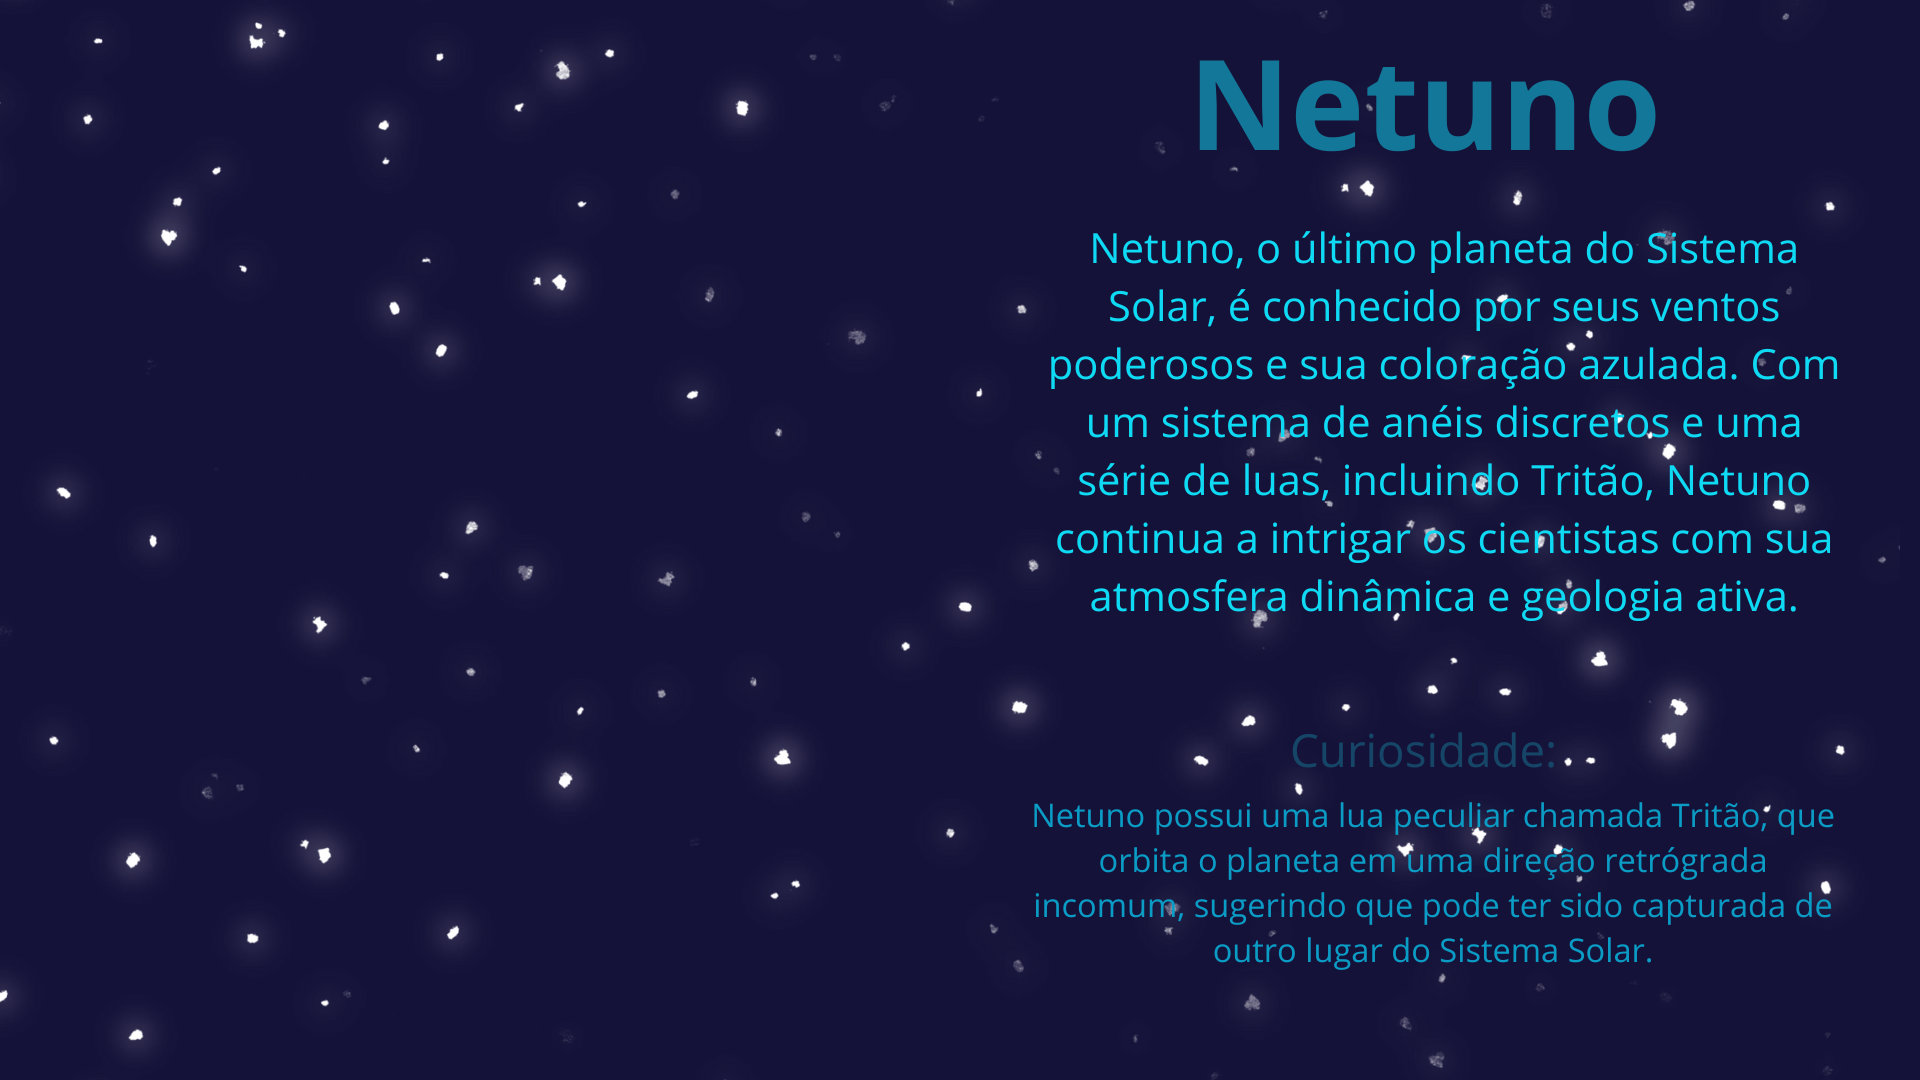 Netuno
Netuno, o último planeta do Sistema
Solar, é conhecido por seus ventos
poderosos e sua coloração azulada. Com
um sistema de anéis discretos e uma
série de luas, incluindo Tritão, Netuno
continua a intrigar os cientistas com sua
atmosfera dinâmica e geologia ativa.
Curiosidade:
Netuno possui uma lua peculiar chamada Tritão, que
orbita o planeta em uma direção retrógrada
incomum, sugerindo que pode ter sido capturada de
outro lugar do Sistema Solar.